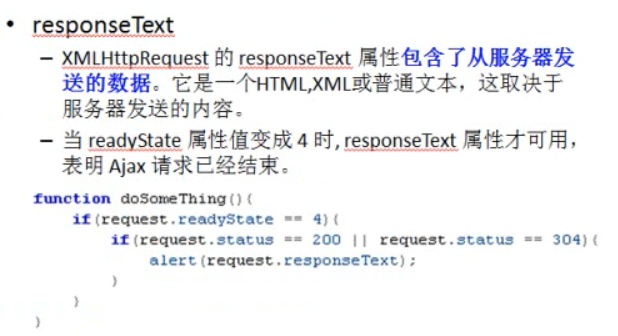 • responseText
– XMLHttpRequest 的 responseText 属性包含了从服务器发
送的数据。它是一个HTML,XML或普通文本，这取决于
服务器发送的内容。
– 当 readyState 属性值变成 4 时, responseText 属性才可用，
表明 Ajax 请求已经结束。
function doSomeThing(){
if(request.readyState == 4){
if(request.status == 200 || request.status == 304){
alert(request.responseText);
}
}
}